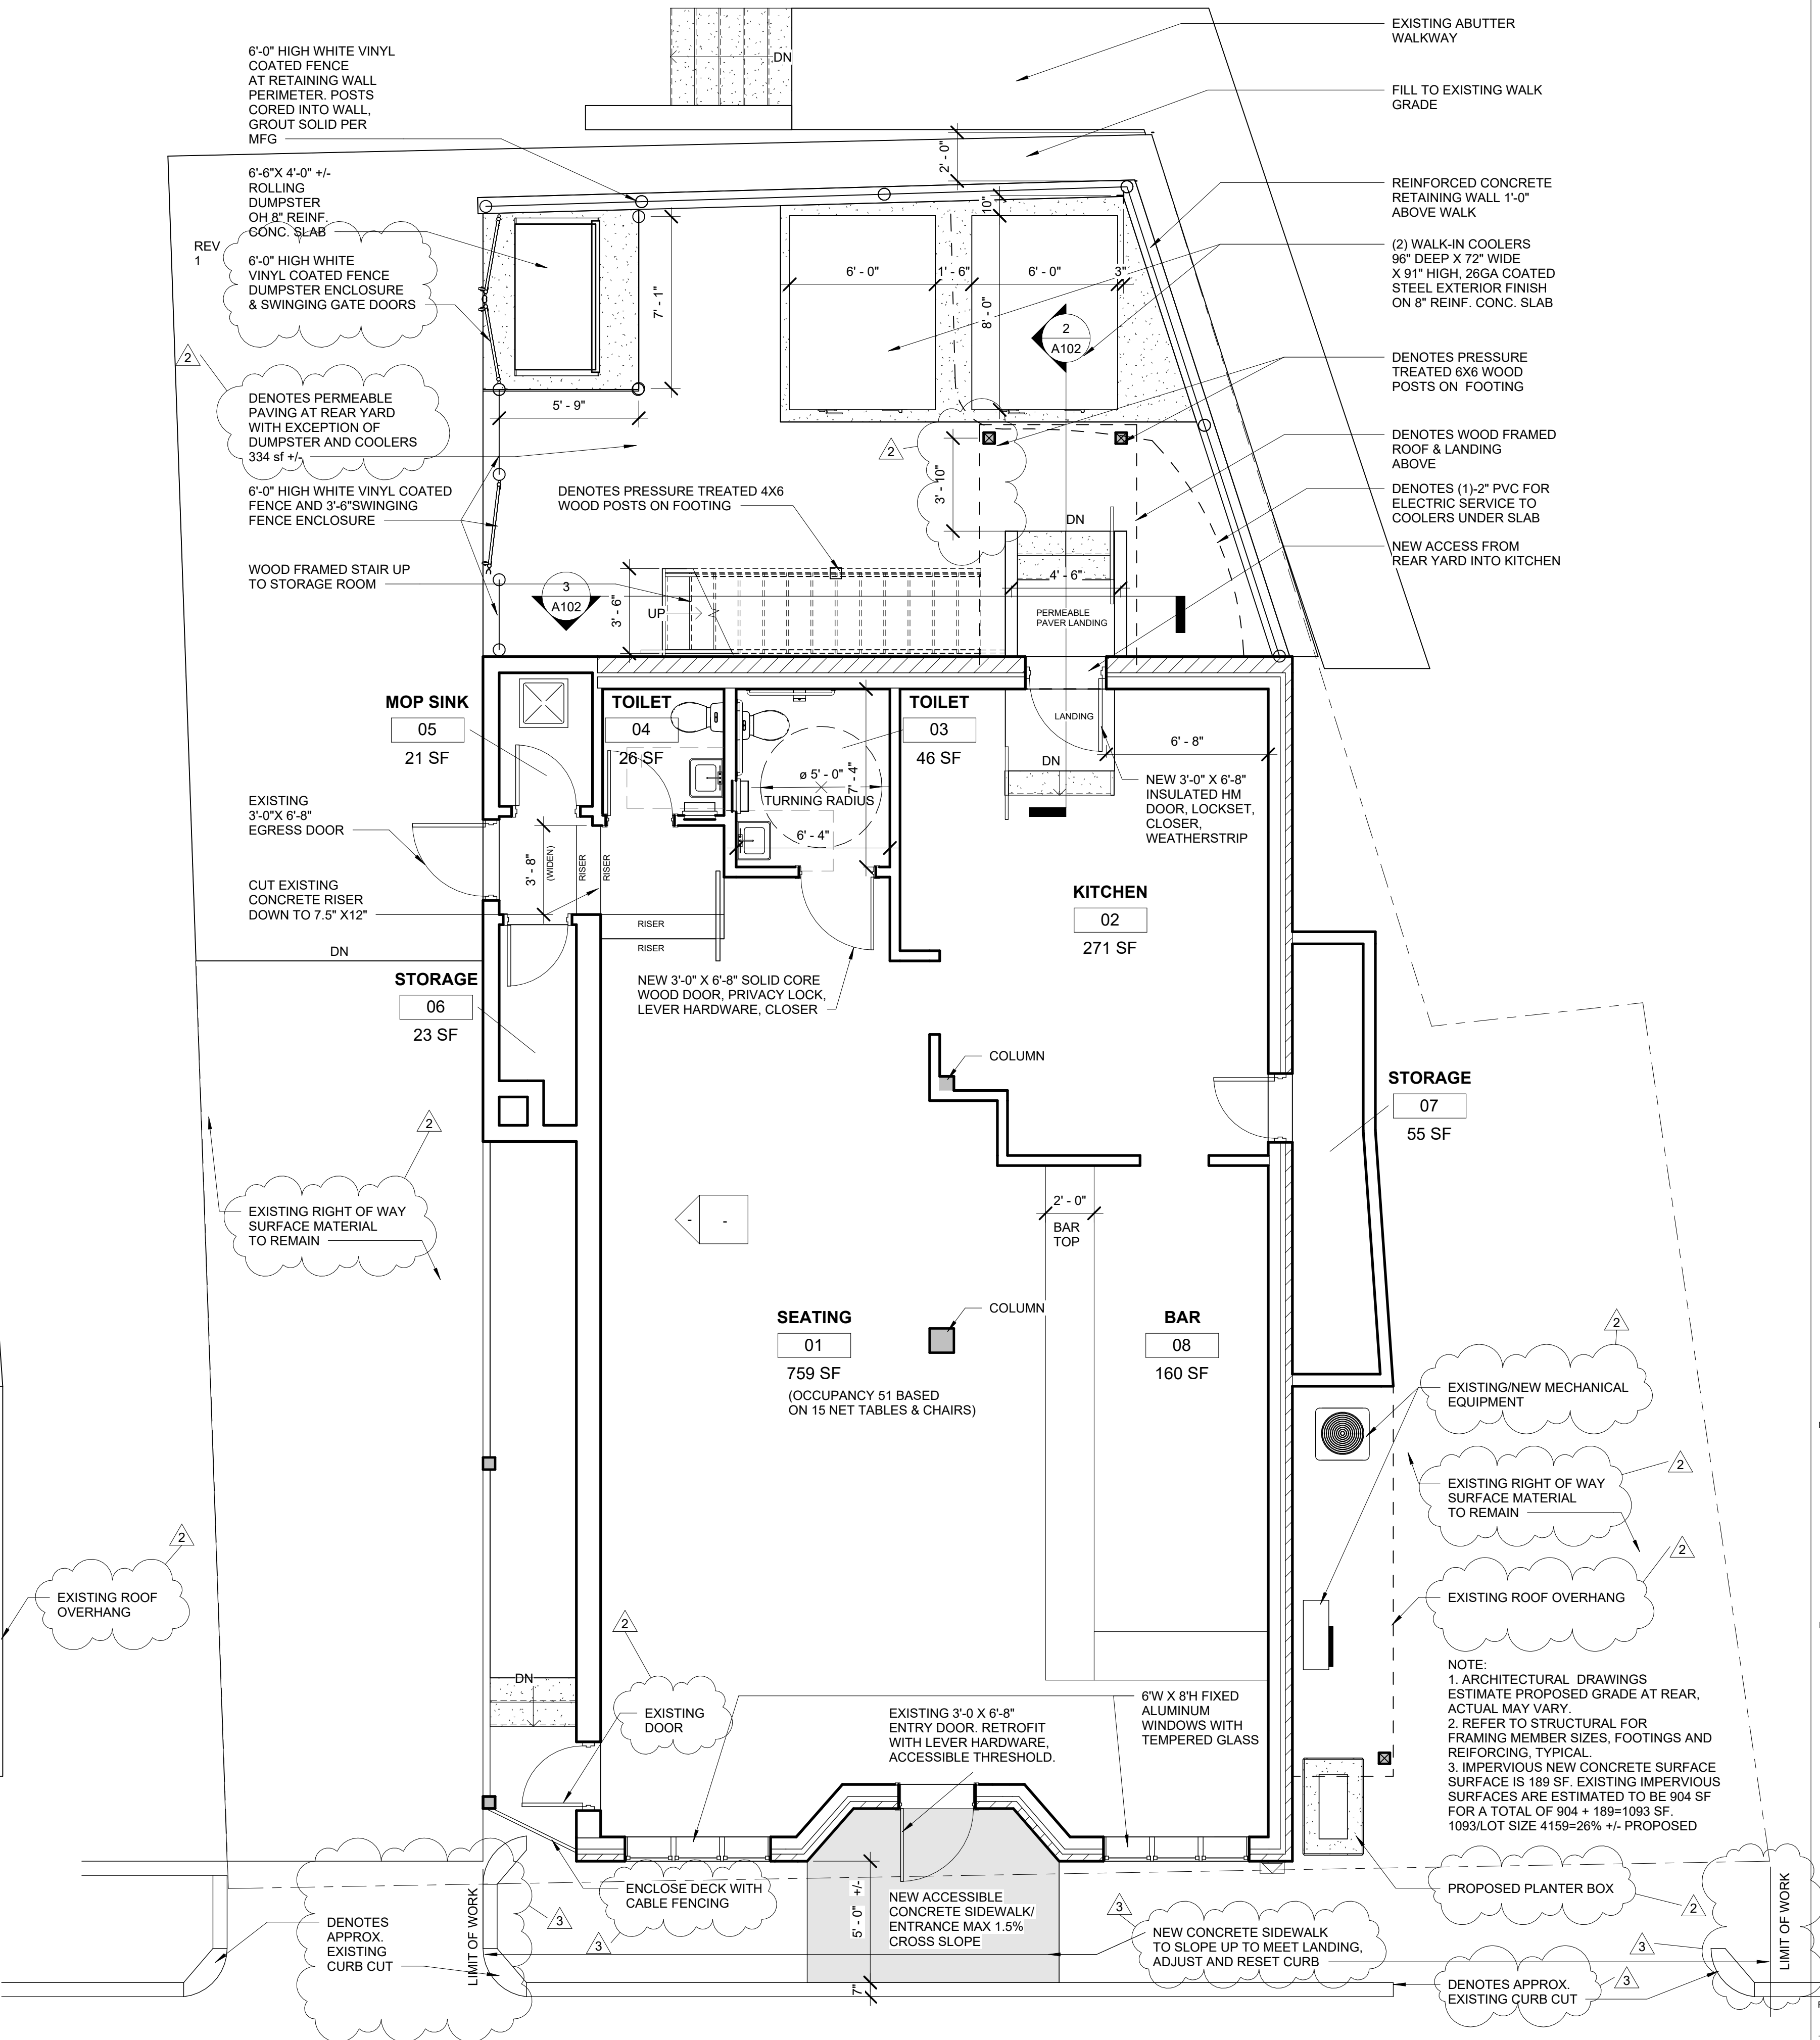 EXISTING ABUTTER
WALKWAY
DN
6'-0" HIGH WHITE VINYL
COATED FENCE
AT RETAINING WALL
PERIMETER. POSTS
CORED INTO WALL,
GROUT SOLID PER
MFG
FILL TO EXISTING WALK
GRADE
2' - 0"
6'-6"X 4'-0" +/-
ROLLING
DUMPSTER
OH 8" REINF.
CONC. SLAB
REINFORCED CONCRETE
RETAINING WALL 1'-0"
ABOVE WALK
10"
REV
1
6'-0" HIGH WHITE
VINYL COATED FENCE
DUMPSTER ENCLOSURE
& SWINGING GATE DOORS
(2) WALK-IN COOLERS
96" DEEP X 72" WIDE
X 91" HIGH, 26GA COATED
STEEL EXTERIOR FINISH
ON 8" REINF. CONC. SLAB
7' - 1"
6' - 0"
1' - 6"
6' - 0"
3"
8' - 0"
2
A102
2
DENOTES PRESSURE
TREATED 6X6 WOOD
POSTS ON FOOTING
DENOTES PERMEABLE
PAVING AT REAR YARD
WITH EXCEPTION OF
DUMPSTER AND COOLERS
334 sf +/-
5' - 9"
2
3' - 10"
DENOTES WOOD FRAMED
ROOF & LANDING
ABOVE
6'-0" HIGH WHITE VINYL COATED
FENCE AND 3'-6"SWINGING
FENCE ENCLOSURE
DENOTES PRESSURE TREATED 4X6
WOOD POSTS ON FOOTING
DENOTES (1)-2" PVC FOR
ELECTRIC SERVICE TO
COOLERS UNDER SLAB
DN
NEW ACCESS FROM
REAR YARD INTO KITCHEN
WOOD FRAMED STAIR UP
TO STORAGE ROOM
3
A102
3' - 6"
UP
4' - 6"
PERMEABLE
PAVER LANDING
MOP SINK
05
21 SF
TOILET
04
26 SF
TOILET
03
46 SF
LANDING
6' - 8"
DN
ø 5' - 0"
TURNING RADIUS
7' - 4"
6' - 4"
NEW 3'-0" X 6'-8"
INSULATED HM
DOOR, LOCKSET,
CLOSER,
WEATHERSTRIP
EXISTING
3'-0"X 6'-8"
EGRESS DOOR
3' - 8"
(WIDEN)
RISER
RISER
CUT EXISTING
CONCRETE RISER
DOWN TO 7.5" X12"
RISER
RISER
KITCHEN
02
271 SF
DN
STORAGE
06
23 SF
NEW 3'-0" X 6'-8" SOLID CORE
WOOD DOOR, PRIVACY LOCK,
LEVER HARDWARE, CLOSER
COLUMN
STORAGE
07
55 SF
2
EXISTING RIGHT OF WAY
SURFACE MATERIAL
TO REMAIN
-
-
2' - 0"
BAR
TOP
SEATING
01
759 SF
(OCCUPANCY 51 BASED
ON 15 NET TABLES & CHAIRS)
COLUMN
BAR
08
160 SF
2
EXISTING/NEW MECHANICAL
EQUIPMENT
2
EXISTING RIGHT OF WAY
SURFACE MATERIAL
TO REMAIN
2
EXISTING ROOF
OVERHANG
2
EXISTING ROOF OVERHANG
2
EXISTING
DOOR
DN
EXISTING 3'-0 X 6'-8"
ENTRY DOOR. RETROFIT
WITH LEVER HARDWARE,
ACCESSIBLE THRESHOLD.
6'W X 8'H FIXED
ALUMINUM
WINDOWS WITH
TEMPERED GLASS
NOTE:
1. ARCHITECTURAL DRAWINGS
ESTIMATE PROPOSED GRADE AT REAR,
ACTUAL MAY VARY.
2. REFER TO STRUCTURAL FOR
FRAMING MEMBER SIZES, FOOTINGS AND
REIFORCING, TYPICAL.
3. IMPERVIOUS NEW CONCRETE SURFACE
SURFACE IS 189 SF. EXISTING IMPERVIOUS
SURFACES ARE ESTIMATED TO BE 904 SF
FOR A TOTAL OF 904 + 189=1093 SF.
1093/LOT SIZE 4159=26% +/- PROPOSED
ENCLOSE DECK WITH
CABLE FENCING
3
3
DENOTES
APPROX.
EXISTING
CURB CUT
LIMIT OF WORK
5' - 0" +/-
7"
NEW ACCESSIBLE
CONCRETE SIDEWALK/
ENTRANCE MAX 1.5%
CROSS SLOPE
3
NEW CONCRETE SIDEWALK
TO SLOPE UP TO MEET LANDING,
ADJUST AND RESET CURB
PROPOSED PLANTER BOX
2
3
DENOTES APPROX.
EXISTING CURB CUT
3
LIMIT OF WORK